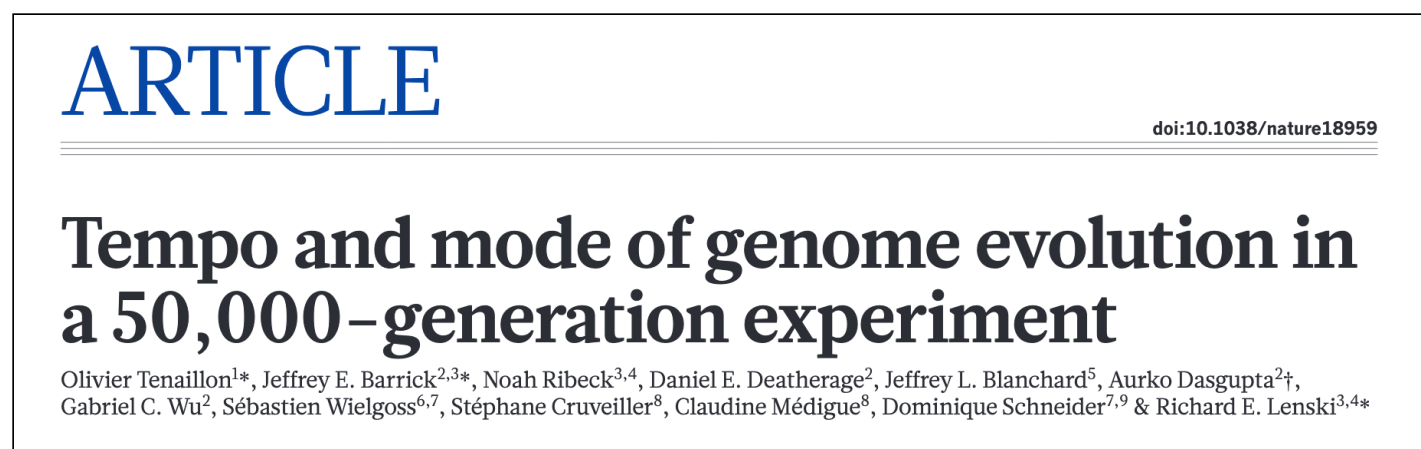 ARTICLE
doi:10.1038/nature18959
Tempo and mode of genome evolution in
a 50,000-generation experiment
Olivier Tenaillon¹*, Jeffrey E. Barrick²,³*, Noah Ribeck³,⁴, Daniel E. Deatherage², Jeffrey L. Blanchard⁵, Aurko Dasgupta²†,
Gabriel C. Wu², Sébastien Wielgoss⁶,⁷, Stéphane Cruveiller⁸, Claudine Médigue⁸, Dominique Schneider⁷,⁹ & Richard E. Lenski³,⁴*